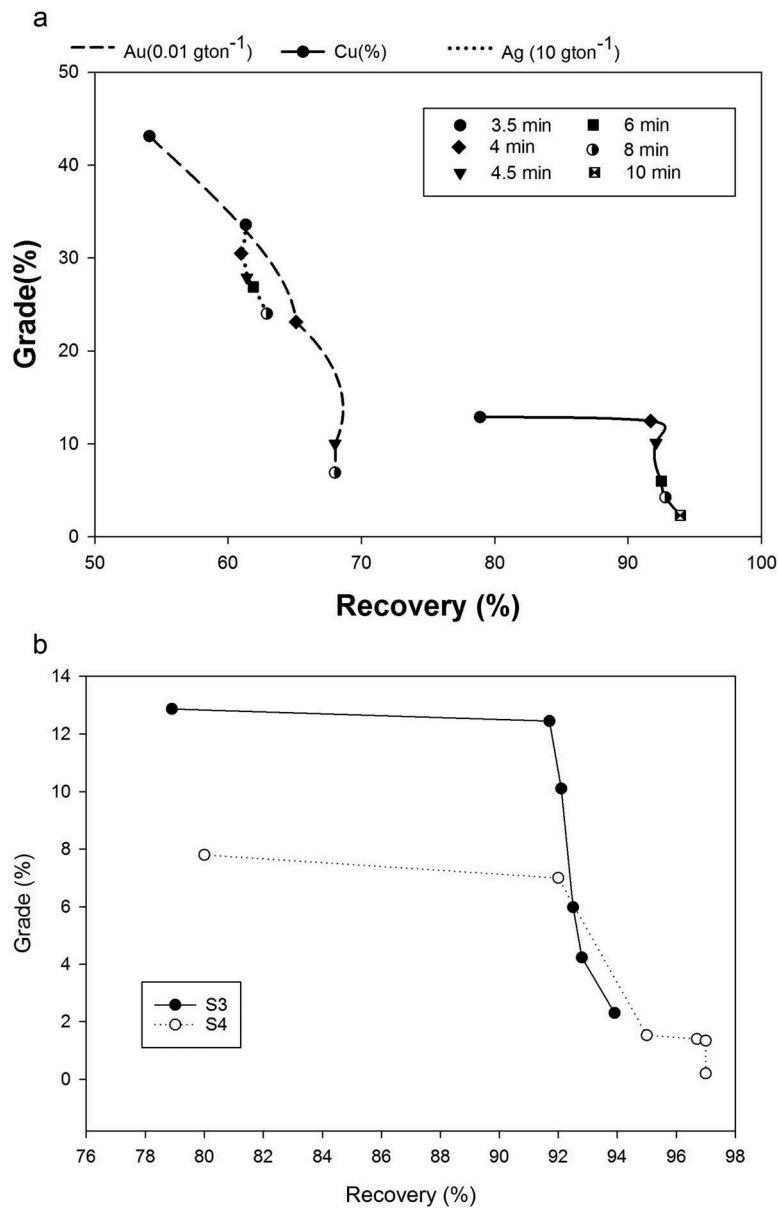 a
Au(0.01 gton⁻¹) Cu(%) Ag (10 gton⁻¹)
50
3.5 min 6 min
4 min 8 min
4.5 min 10 min
40
30
20
10
0
Grade(%)
50 60 70 80 90 100
Recovery (%)
b
14
12
10
8
6
4
2
0
Grade (%)
S3
S4
76 78 80 82 84 86 88 90 92 94 96 98
Recovery (%)